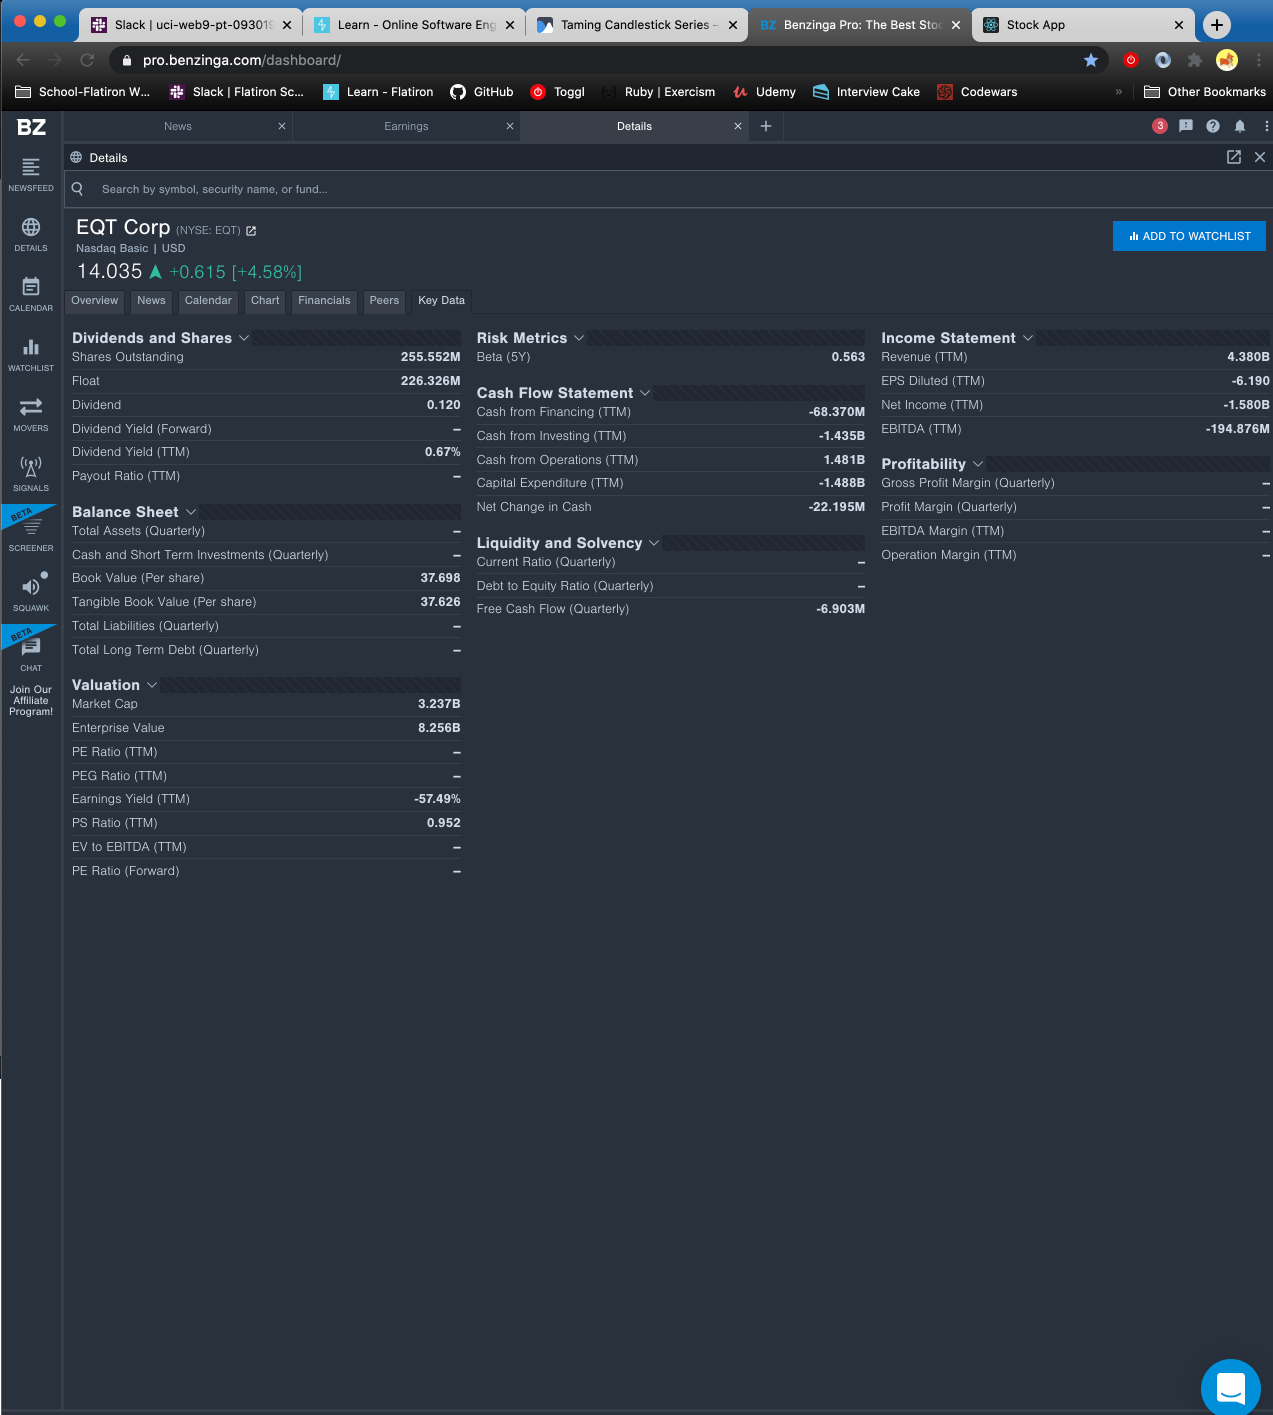 Slack | uci-web9-pt-093019
Learn - Online Software Eng
Taming Candlestick Series –
BZ Benzinga Pro: The Best Stoc
Stock App
pro.benzinga.com/dashboard/
School-Flatiron W...
Slack | Flatiron Sc...
Learn - Flatiron
GitHub
Toggl
Ruby | Exercism
Udemy
Interview Cake
Codewars
»
Other Bookmarks
BZ
News
Earnings
Details
3
NEWSFEED
DETAILS
CALENDAR
WATCHLIST
MOVERS
SIGNALS
BETA
SCREENER
SQUAWK
BETA
CHAT
Join Our
Affiliate
Program!
Details
Search by symbol, security name, or fund...
EQT Corp (NYSE: EQT)
Nasdaq Basic | USD
14.035 +0.615 [+4.58%]
ADD TO WATCHLIST
Overview News Calendar Chart Financials Peers Key Data
Dividends and Shares
Shares Outstanding 255.552M
Float 226.326M
Dividend 0.120
Dividend Yield (Forward) –
Dividend Yield (TTM) 0.67%
Payout Ratio (TTM) –
Balance Sheet
Total Assets (Quarterly) –
Cash and Short Term Investments (Quarterly) –
Book Value (Per share) 37.698
Tangible Book Value (Per share) 37.626
Total Liabilities (Quarterly) –
Total Long Term Debt (Quarterly) –
Valuation
Market Cap 3.237B
Enterprise Value 8.256B
PE Ratio (TTM) –
PEG Ratio (TTM) –
Earnings Yield (TTM) -57.49%
PS Ratio (TTM) 0.952
EV to EBITDA (TTM) –
PE Ratio (Forward) –
Risk Metrics
Beta (5Y) 0.563
Cash Flow Statement
Cash from Financing (TTM) -68.370M
Cash from Investing (TTM) -1.435B
Cash from Operations (TTM) 1.481B
Capital Expenditure (TTM) -1.488B
Net Change in Cash -22.195M
Liquidity and Solvency
Current Ratio (Quarterly) –
Debt to Equity Ratio (Quarterly) –
Free Cash Flow (Quarterly) -6.903M
Income Statement
Revenue (TTM) 4.380B
EPS Diluted (TTM) -6.190
Net Income (TTM) -1.580B
EBITDA (TTM) -194.876M
Profitability
Gross Profit Margin (Quarterly) –
Profit Margin (Quarterly) –
EBITDA Margin (TTM) –
Operation Margin (TTM) –